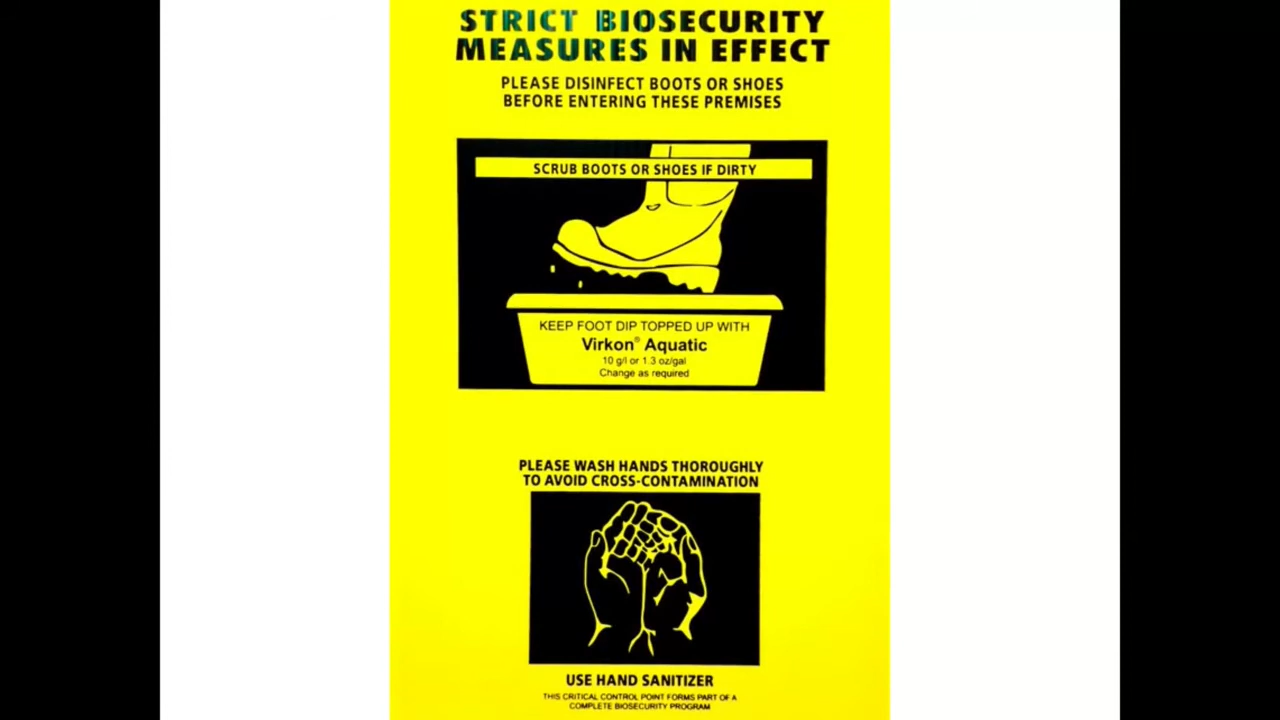 STRICT BIOSECURITY
MEASURES IN EFFECT
PLEASE DISINFECT BOOTS OR SHOES
BEFORE ENTERING THESE PREMISES
SCRUB BOOTS OR SHOES IF DIRTY
KEEP FOOT DIP TOPPED UP WITH
Virkon® Aquatic
10 g/l or 1.3 oz/gal
Change as required
PLEASE WASH HANDS THOROUGHLY
TO AVOID CROSS-CONTAMINATION
USE HAND SANITIZER
THIS CRITICAL CONTROL POINT FORMS PART OF A
COMPLETE BIOSECURITY PROGRAM